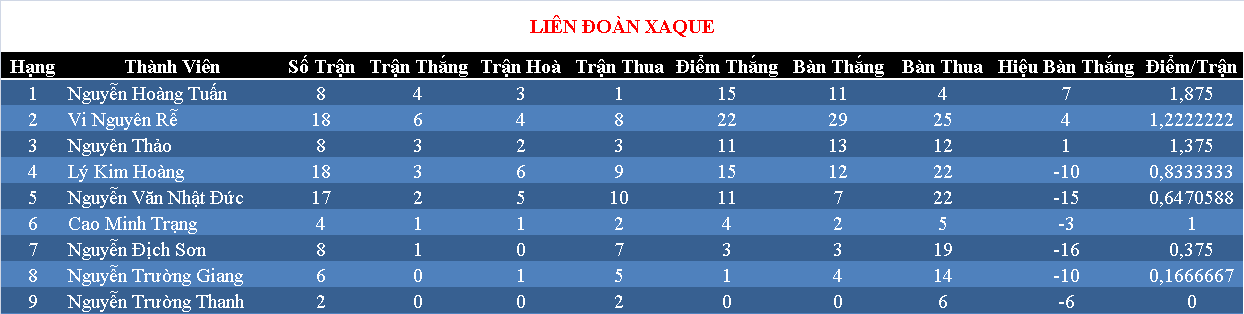 LIÊN ĐOÀN XAQUE
Hạng Thành Viên Số Trận Trận Thắng Trận Hoà Trận Thua Điểm Thắng Bàn Thắng Bàn Thua Hiệu Bàn Thắng Điểm/Trận
1 Nguyễn Hoàng Tuấn 8 4 3 1 15 11 4 7 1,875
2 Vi Nguyên Rễ 18 6 4 8 22 29 25 4 1,2222222
3 Nguyên Thảo 8 3 2 3 11 13 12 1 1,375
4 Lý Kim Hoàng 18 3 6 9 15 12 22 -10 0,8333333
5 Nguyễn Văn Nhật Đức 17 2 5 10 11 7 22 -15 0,6470588
6 Cao Minh Trạng 4 1 1 2 4 2 5 -3 1
7 Nguyễn Địch Sơn 8 1 0 7 3 3 19 -16 0,375
8 Nguyễn Trường Giang 6 0 1 5 1 4 14 -10 0,1666667
9 Nguyễn Trường Thanh 2 0 0 2 0 0 6 -6 0